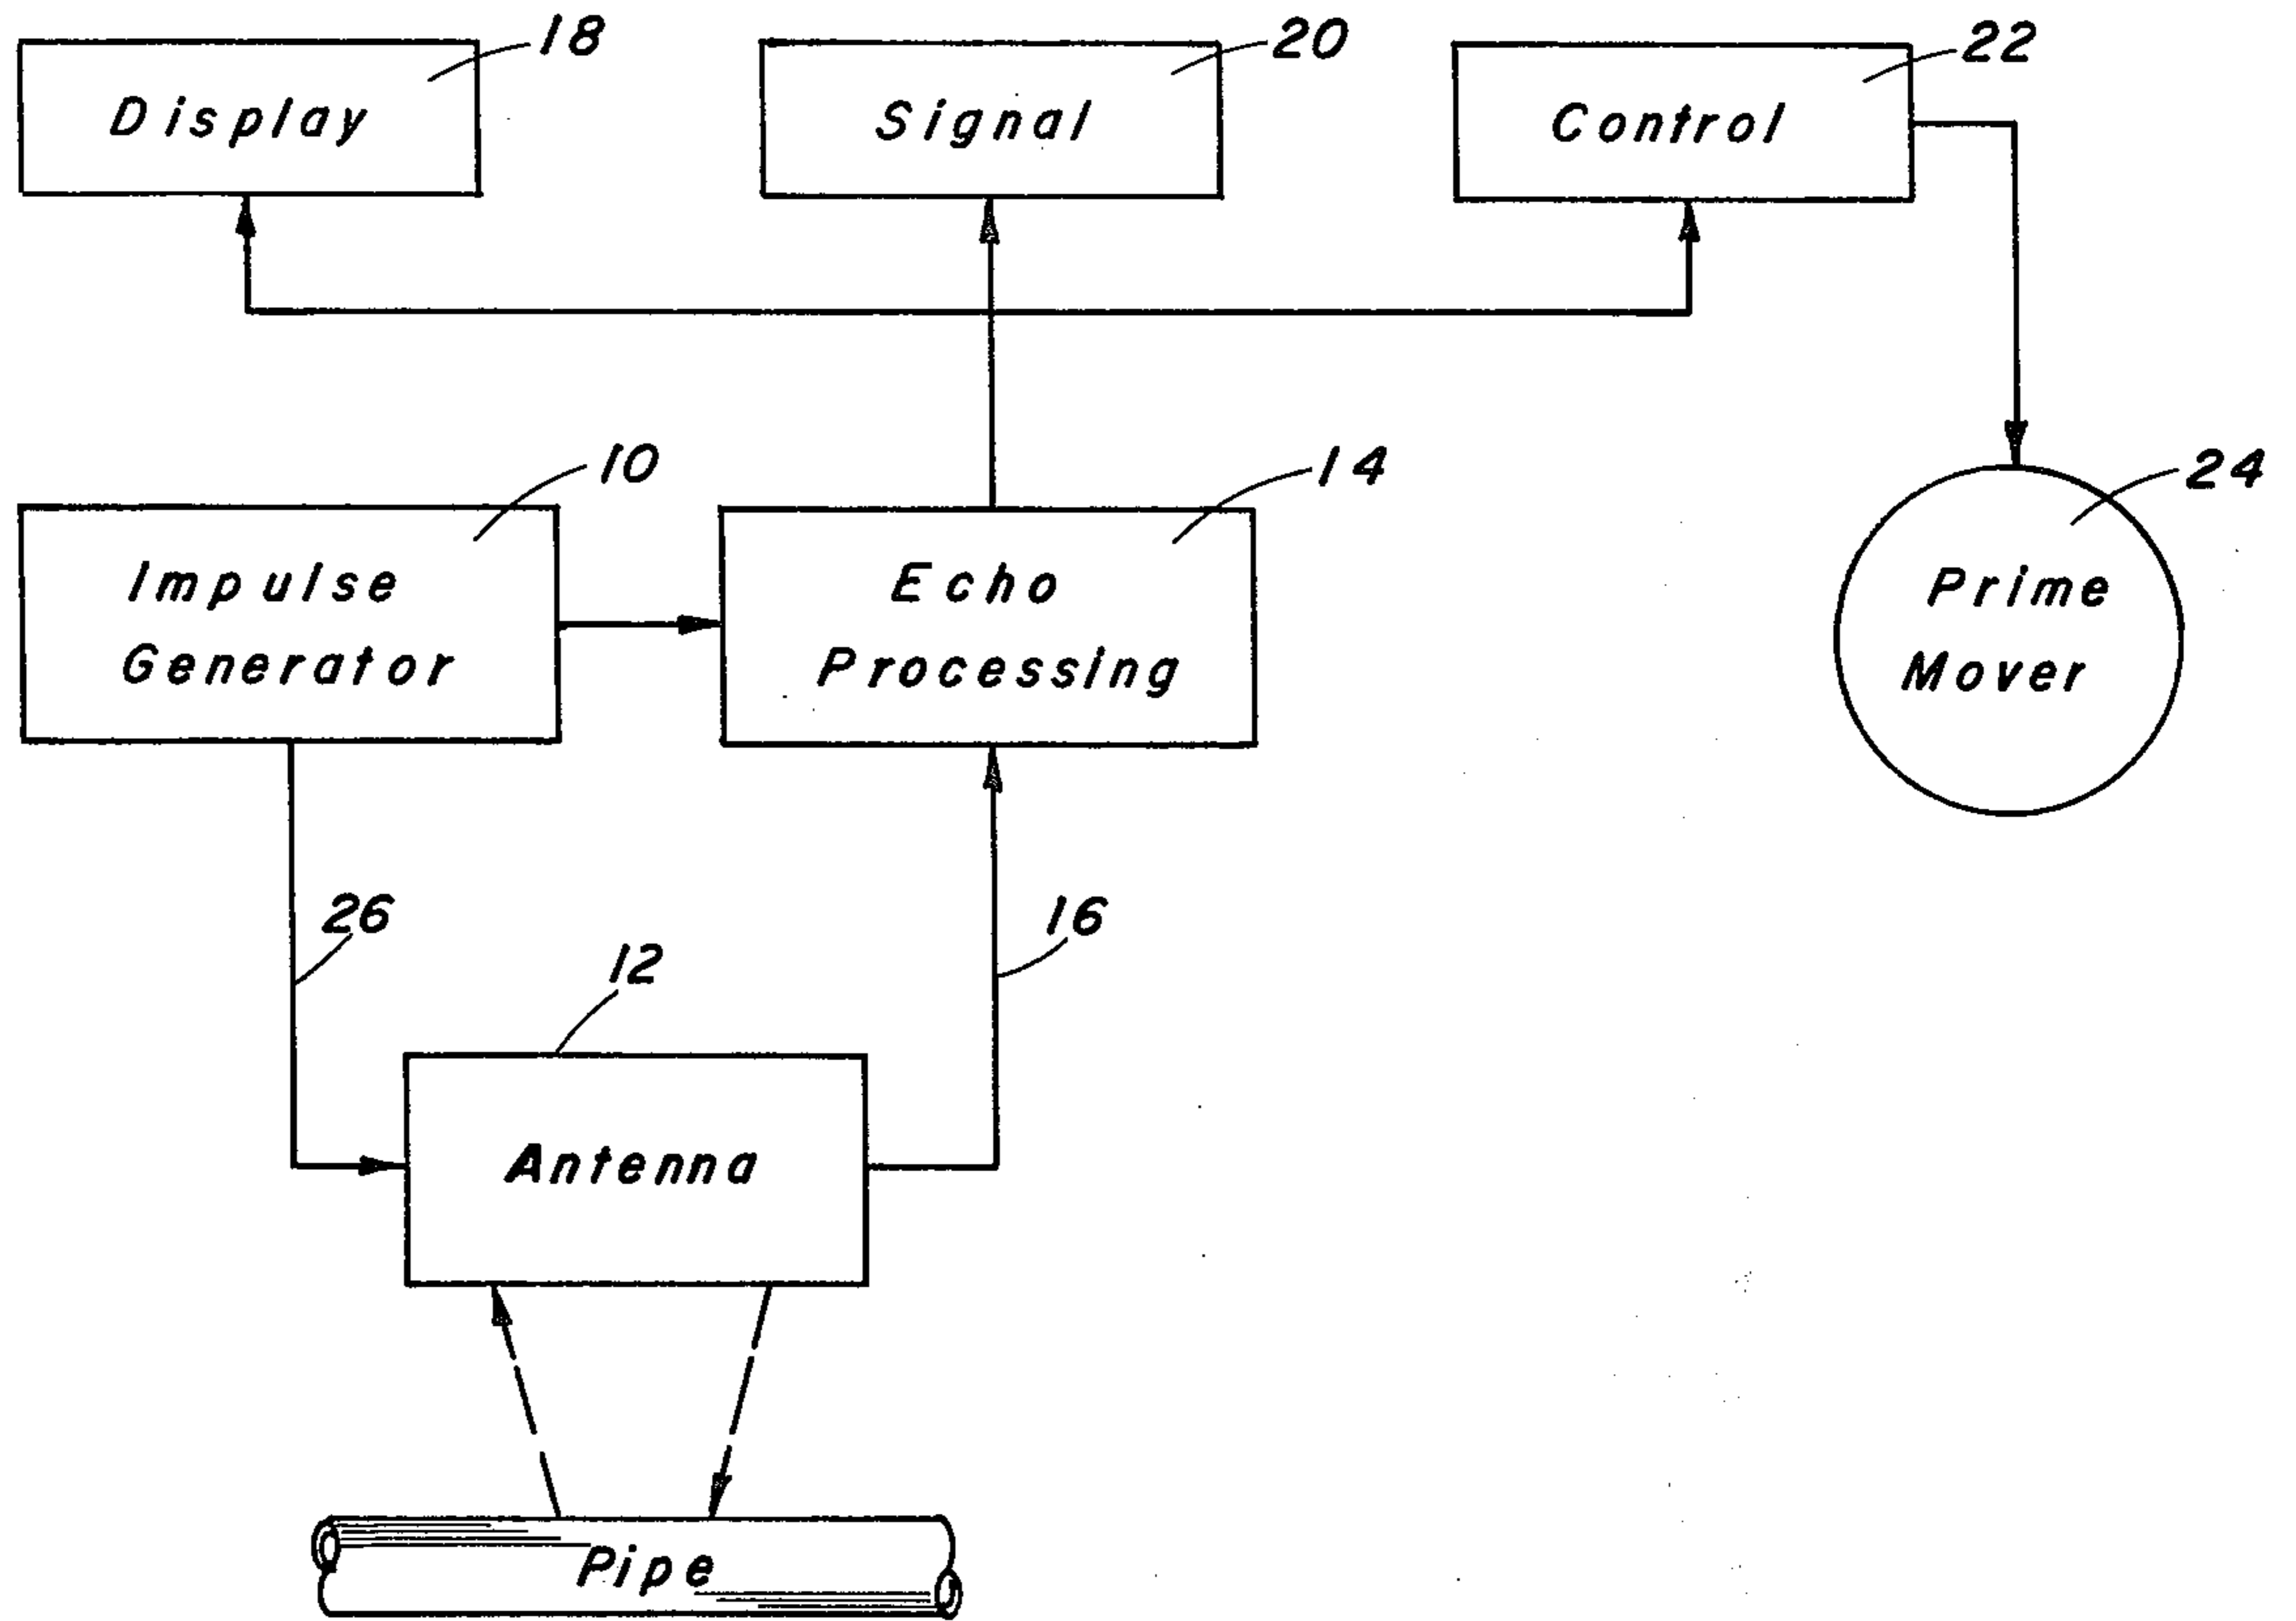 18
20
22
Display
Signal
Control
10
14
24
Impulse
Generator
Echo
Processing
Prime
Mover
26
16
12
Antenna
Pipe